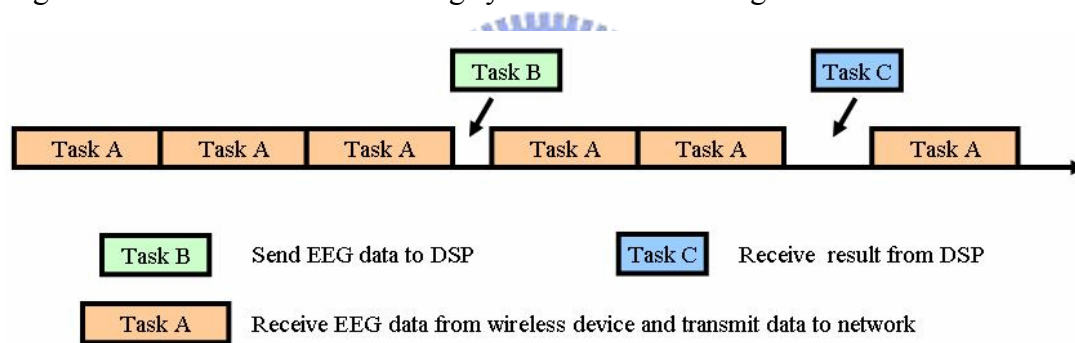 Task B
Task C
Task A Task A Task A Task A Task A Task A
Task B Send EEG data to DSP Task C Receive result from DSP
Task A Receive EEG data from wireless device and transmit data to network